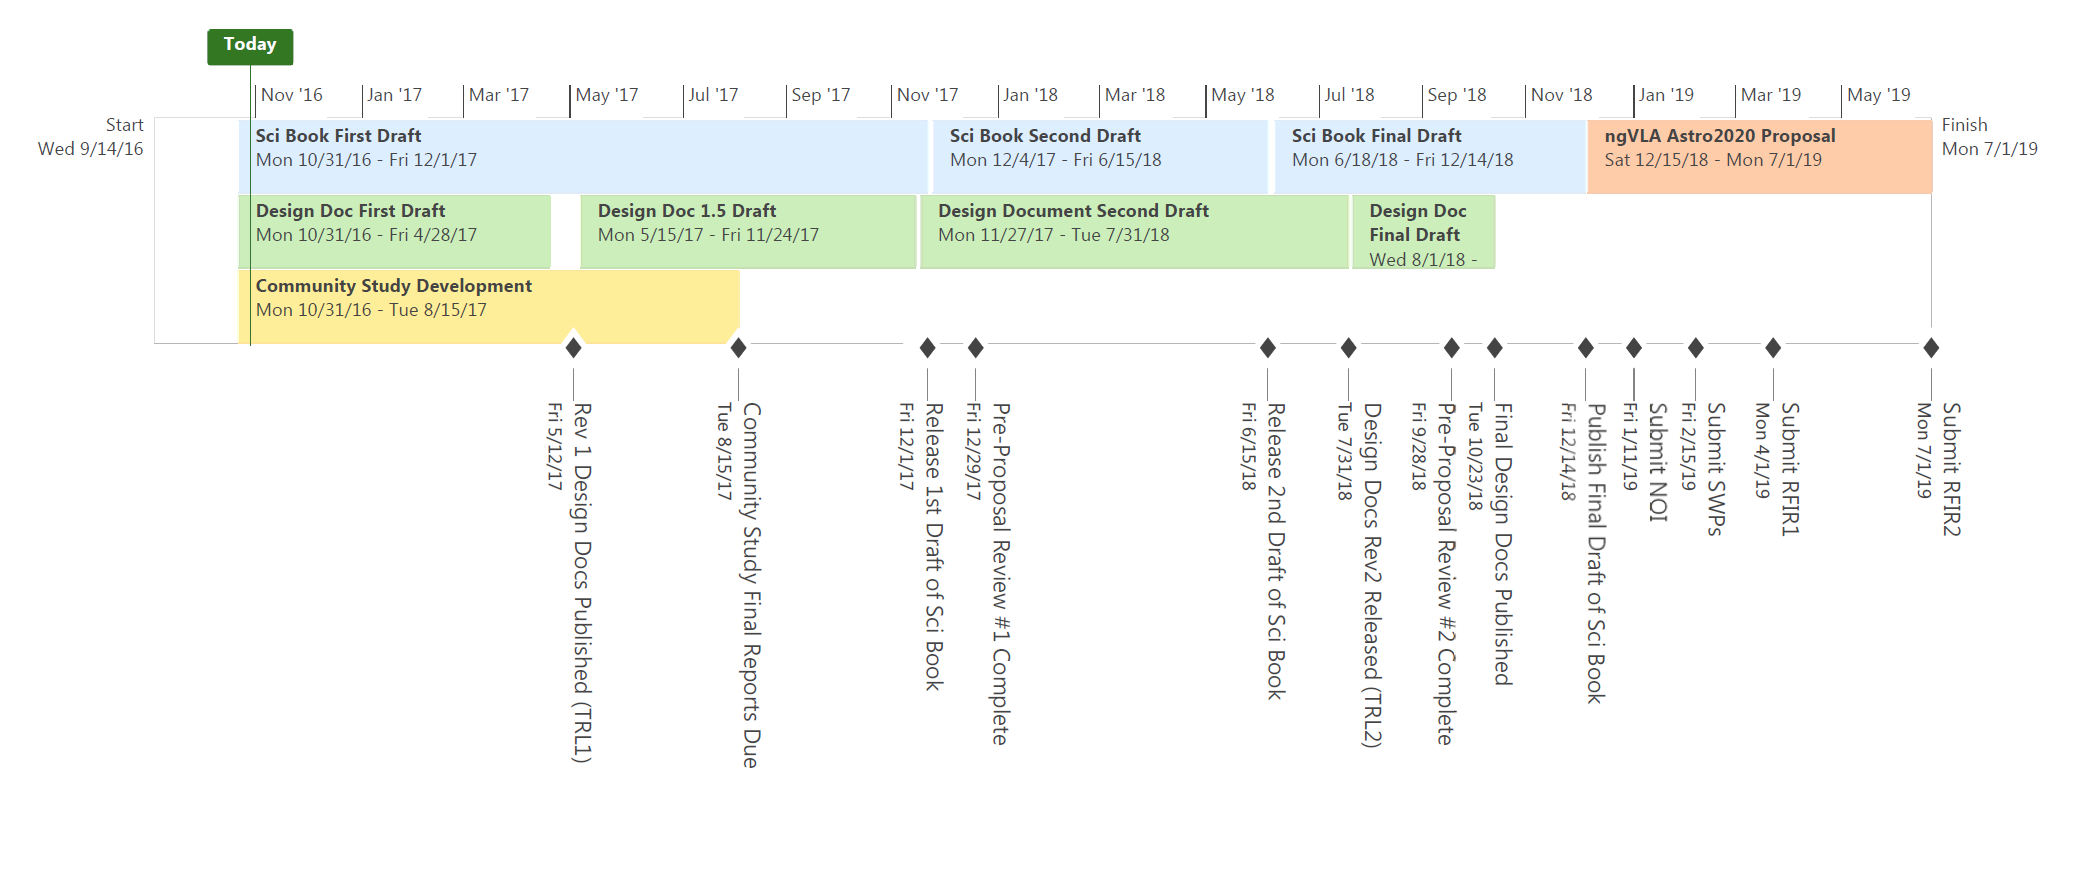 Today
Nov '16
Jan '17
Mar '17
May '17
Jul '17
Sep '17
Nov '17
Jan '18
Mar '18
May '18
Jul '18
Sep '18
Nov '18
Jan '19
Mar '19
May '19
Start
Wed 9/14/16
Sci Book First Draft
Mon 10/31/16 - Fri 12/1/17
Sci Book Second Draft
Mon 12/4/17 - Fri 6/15/18
Sci Book Final Draft
Mon 6/18/18 - Fri 12/14/18
ngVLA Astro2020 Proposal
Sat 12/15/18 - Mon 7/1/19
Finish
Mon 7/1/19
Design Doc First Draft
Mon 10/31/16 - Fri 4/28/17
Design Doc 1.5 Draft
Mon 5/15/17 - Fri 11/24/17
Design Document Second Draft
Mon 11/27/17 - Tue 7/31/18
Design Doc
Final Draft
Wed 8/1/18 -
Community Study Development
Mon 10/31/16 - Tue 8/15/17
Rev 1 Design Docs Published (TRL1)
Fri 5/12/17
Community Study Final Reports Due
Tue 8/15/17
Release 1st Draft of Sci Book
Fri 12/1/17
Pre-Proposal Review #1 Complete
Fri 12/29/17
Release 2nd Draft of Sci Book
Fri 6/15/18
Design Docs Rev2 Released (TRL2)
Tue 7/31/18
Pre-Proposal Review #2 Complete
Fri 9/28/18
Final Design Docs Published
Tue 10/23/18
Publish Final Draft of Sci Book
Fri 12/14/18
Submit NOI
Fri 1/11/19
Submit SWPs
Fri 2/15/19
Submit RFIR1
Mon 4/1/19
Submit RFIR2
Mon 7/1/19